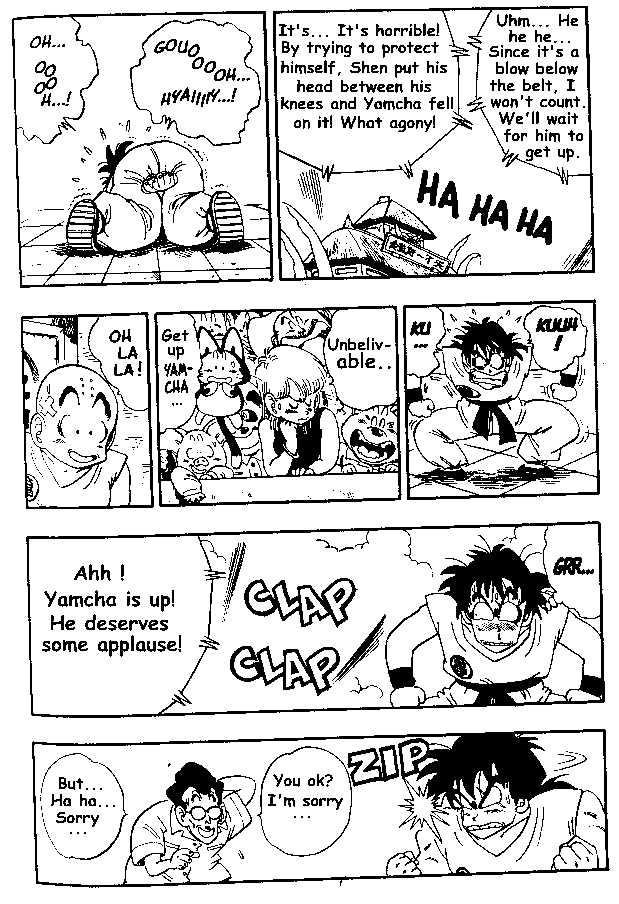 OH...
OO
OO
H...!
GOUO
OOOH...
HYAIIIIY...!
It's... It's horrible!
By trying to protect
himself, Shen put his
head between his
knees and Yamcha fell
on it! What agony!
Uhm... He
he he...
Since it's a
blow below
the belt, I
won't count.
We'll wait
for him to
get up.
HA HA HA
OH
LA
LA!
Get
up
YAM-
CHA
...
Unbeliv-
able..
KU
...
KUUH
!
Ahh !
Yamcha is up!
He deserves
some applause!
CLAP
CLAP
GRR...
But...
Ha ha...
Sorry
...
You ok?
I'm sorry
...
ZIP